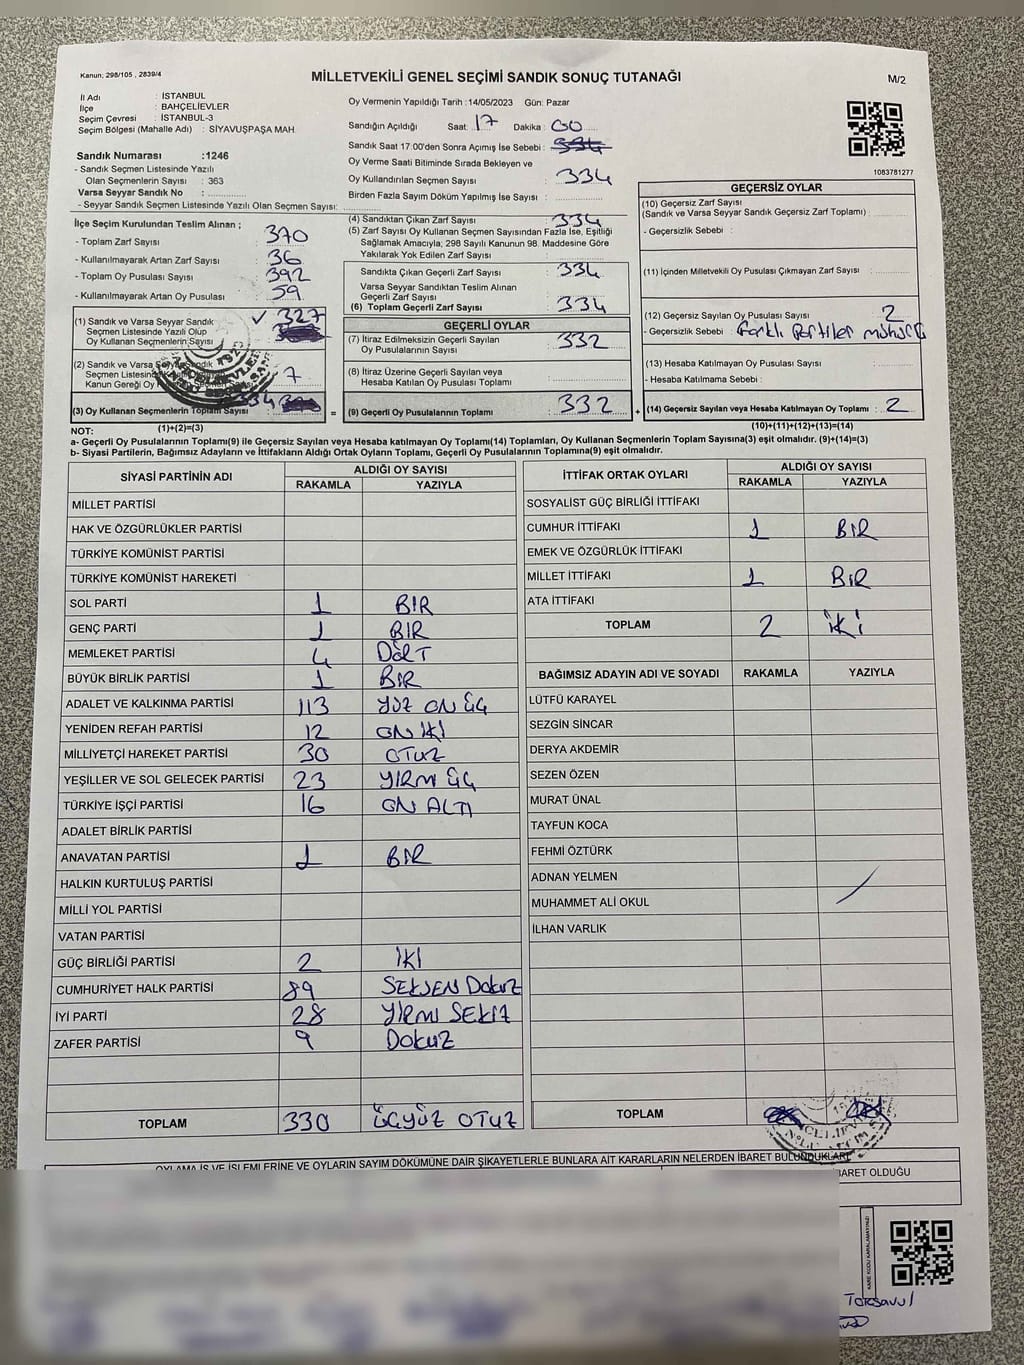 Kanun; 298/105 , 2839/4
MİLLETVEKİLİ GENEL SEÇİMİ SANDIK SONUÇ TUTANAĞI
M/2
İl Adı : İSTANBUL
İlçe : BAHÇELİEVLER
Seçim Çevresi : İSTANBUL-3
Seçim Bölgesi (Mahalle Adı) : SİYAVUŞPAŞA MAH.
Oy Vermenin Yapıldığı Tarih :14/05/2023 Gün: Pazar
Sandığın Açıldığı Saat: 17 Dakika : 00
Sandık Saat 17:00'den Sonra Açımış İse Sebebi :
Oy Verme Saati Bitiminde Sırada Bekleyen ve
Oy Kullandırılan Seçmen Sayısı : 334
Birden Fazla Sayım Döküm Yapılmış İse Sayısı :
1083781277
Sandık Numarası :1246
- Sandık Seçmen Listesinde Yazılı
Olan Seçmenlerin Sayısı : 363
Varsa Seyyar Sandık No :
- Seyyar Sandık Seçmen Listesinde Yazılı Olan Seçmen Sayısı:
İlçe Seçim Kurulundan Teslim Alınan ;
- Toplam Zarf Sayısı : 370
- Kullanılmayarak Artan Zarf Sayısı : 36
- Toplam Oy Pusulası Sayısı : 392
- Kullanılmayarak Artan Oy Pusulası : 59
(1) Sandık ve Varsa Seyyar Sandık ✓ 327
Seçmen Listesinde Yazılı Olup
Oy Kullanan Seçmenlerin Sayısı
(2) Sandık ve Varsa Seyyar Sandık
Seçmen Listesinde
Kanun Gereği Oy 7
(3) Oy Kullanan Seçmenlerin Toplam Sayısı 334 =
(1)+(2)=(3)
(4) Sandıktan Çıkan Zarf Sayısı : 334
(5) Zarf Sayısı Oy Kullanan Seçmen Sayısından Fazla İse, Eşitliği
Sağlamak Amacıyla; 298 Sayılı Kanunun 98. Maddesine Göre
Yakılarak Yok Edilen Zarf Sayısı :
Sandıkta Çıkan Geçerli Zarf Sayısı : 334
Varsa Seyyar Sandıktan Teslim Alınan
Geçerli Zarf Sayısı :
(6) Toplam Geçerli Zarf Sayısı : 334
GEÇERLİ OYLAR
(7) İtiraz Edilmeksizin Geçerli Sayılan
Oy Pusulalarının Sayısı : 332
(8) İtiraz Üzerine Geçerli Sayılan veya
Hesaba Katılan Oy Pusulası Toplamı :
(9) Geçerli Oy Pusulalarının Toplamı : 332 +
GEÇERSİZ OYLAR
(10) Geçersiz Zarf Sayısı
(Sandık ve Varsa Seyyar Sandık Geçersiz Zarf Toplamı) :
- Geçersizlik Sebebi :
(11) İçinden Milletvekili Oy Pusulası Çıkmayan Zarf Sayısı :
(12) Geçersiz Sayılan Oy Pusulası Sayısı : 2
- Geçersizlik Sebebi : Farklı Partiler mühürlü
(13) Hesaba Katılmayan Oy Pusulası Sayısı :
- Hesaba Katılmama Sebebi :
(14) Geçersiz Sayılan veya Hesaba Katılmayan Oy Toplamı : 2
(10)+(11)+(12)+(13)=(14)
NOT:
a- Geçerli Oy Pusulalarının Toplamı(9) ile Geçersiz Sayılan veya Hesaba katılmayan Oy Toplamı(14) Toplamları, Oy Kullanan Seçmenlerin Toplam Sayısına(3) eşit olmalıdır. (9)+(14)=(3)
b- Siyasi Partilerin, Bağımsız Adayların ve İttifakların Aldığı Ortak Oyların Toplamı, Geçerli Oy Pusulalarının Toplamına(9) eşit olmalıdır.
SİYASİ PARTİNİN ADI ALDIĞI OY SAYISI
RAKAMLA YAZIYLA
MİLLET PARTİSİ
HAK VE ÖZGÜRLÜKLER PARTİSİ
TÜRKİYE KOMÜNİST PARTİSİ
TÜRKİYE KOMÜNİST HAREKETİ
SOL PARTİ 1 BİR
GENÇ PARTİ 1 BİR
MEMLEKET PARTİSİ 4 DÖRT
BÜYÜK BİRLİK PARTİSİ 1 BİR
ADALET VE KALKINMA PARTİSİ 113 YÜZ ON ÜÇ
YENİDEN REFAH PARTİSİ 12 ON İKİ
MİLLİYETÇİ HAREKET PARTİSİ 30 OTUZ
YEŞİLLER VE SOL GELECEK PARTİSİ 23 YİRMİ ÜÇ
TÜRKİYE İŞÇİ PARTİSİ 16 ON ALTI
ADALET BİRLİK PARTİSİ
ANAVATAN PARTİSİ 1 BİR
HALKIN KURTULUŞ PARTİSİ
MİLLİ YOL PARTİSİ
VATAN PARTİSİ
GÜÇ BİRLİĞİ PARTİSİ 2 İKİ
CUMHURİYET HALK PARTİSİ 89 SEKSEN DOKUZ
İYİ PARTİ 28 YİRMİ SEKİZ
ZAFER PARTİSİ 9 DOKUZ
TOPLAM 330 ÜÇYÜZ OTUZ
İTTİFAK ORTAK OYLARI ALDIĞI OY SAYISI
RAKAMLA YAZIYLA
SOSYALİST GÜÇ BİRLİĞİ İTTİFAKI
CUMHUR İTTİFAKI 1 BİR
EMEK VE ÖZGÜRLÜK İTTİFAKI
MİLLET İTTİFAKI 1 BİR
ATA İTTİFAKI
TOPLAM 2 İKİ
BAĞIMSIZ ADAYIN ADI VE SOYADI RAKAMLA YAZIYLA
LÜTFÜ KARAYEL
SEZGİN SİNCAR
DERYA AKDEMİR
SEZEN ÖZEN
MURAT ÜNAL
TAYFUN KOCA
FEHMİ ÖZTÜRK
ADNAN YELMEN
MUHAMMET ALİ OKUL
İLHAN VARLIK
TOPLAM
OYLAMA İŞ VE İŞLEMLERİNE VE OYLARIN SAYIM DÖKÜMÜNE DAİR ŞİKAYETLERLE BUNLARA AİT KARARLARIN NELERDEN İBARET BULUNDUKLARI
İBARET OLDUĞU